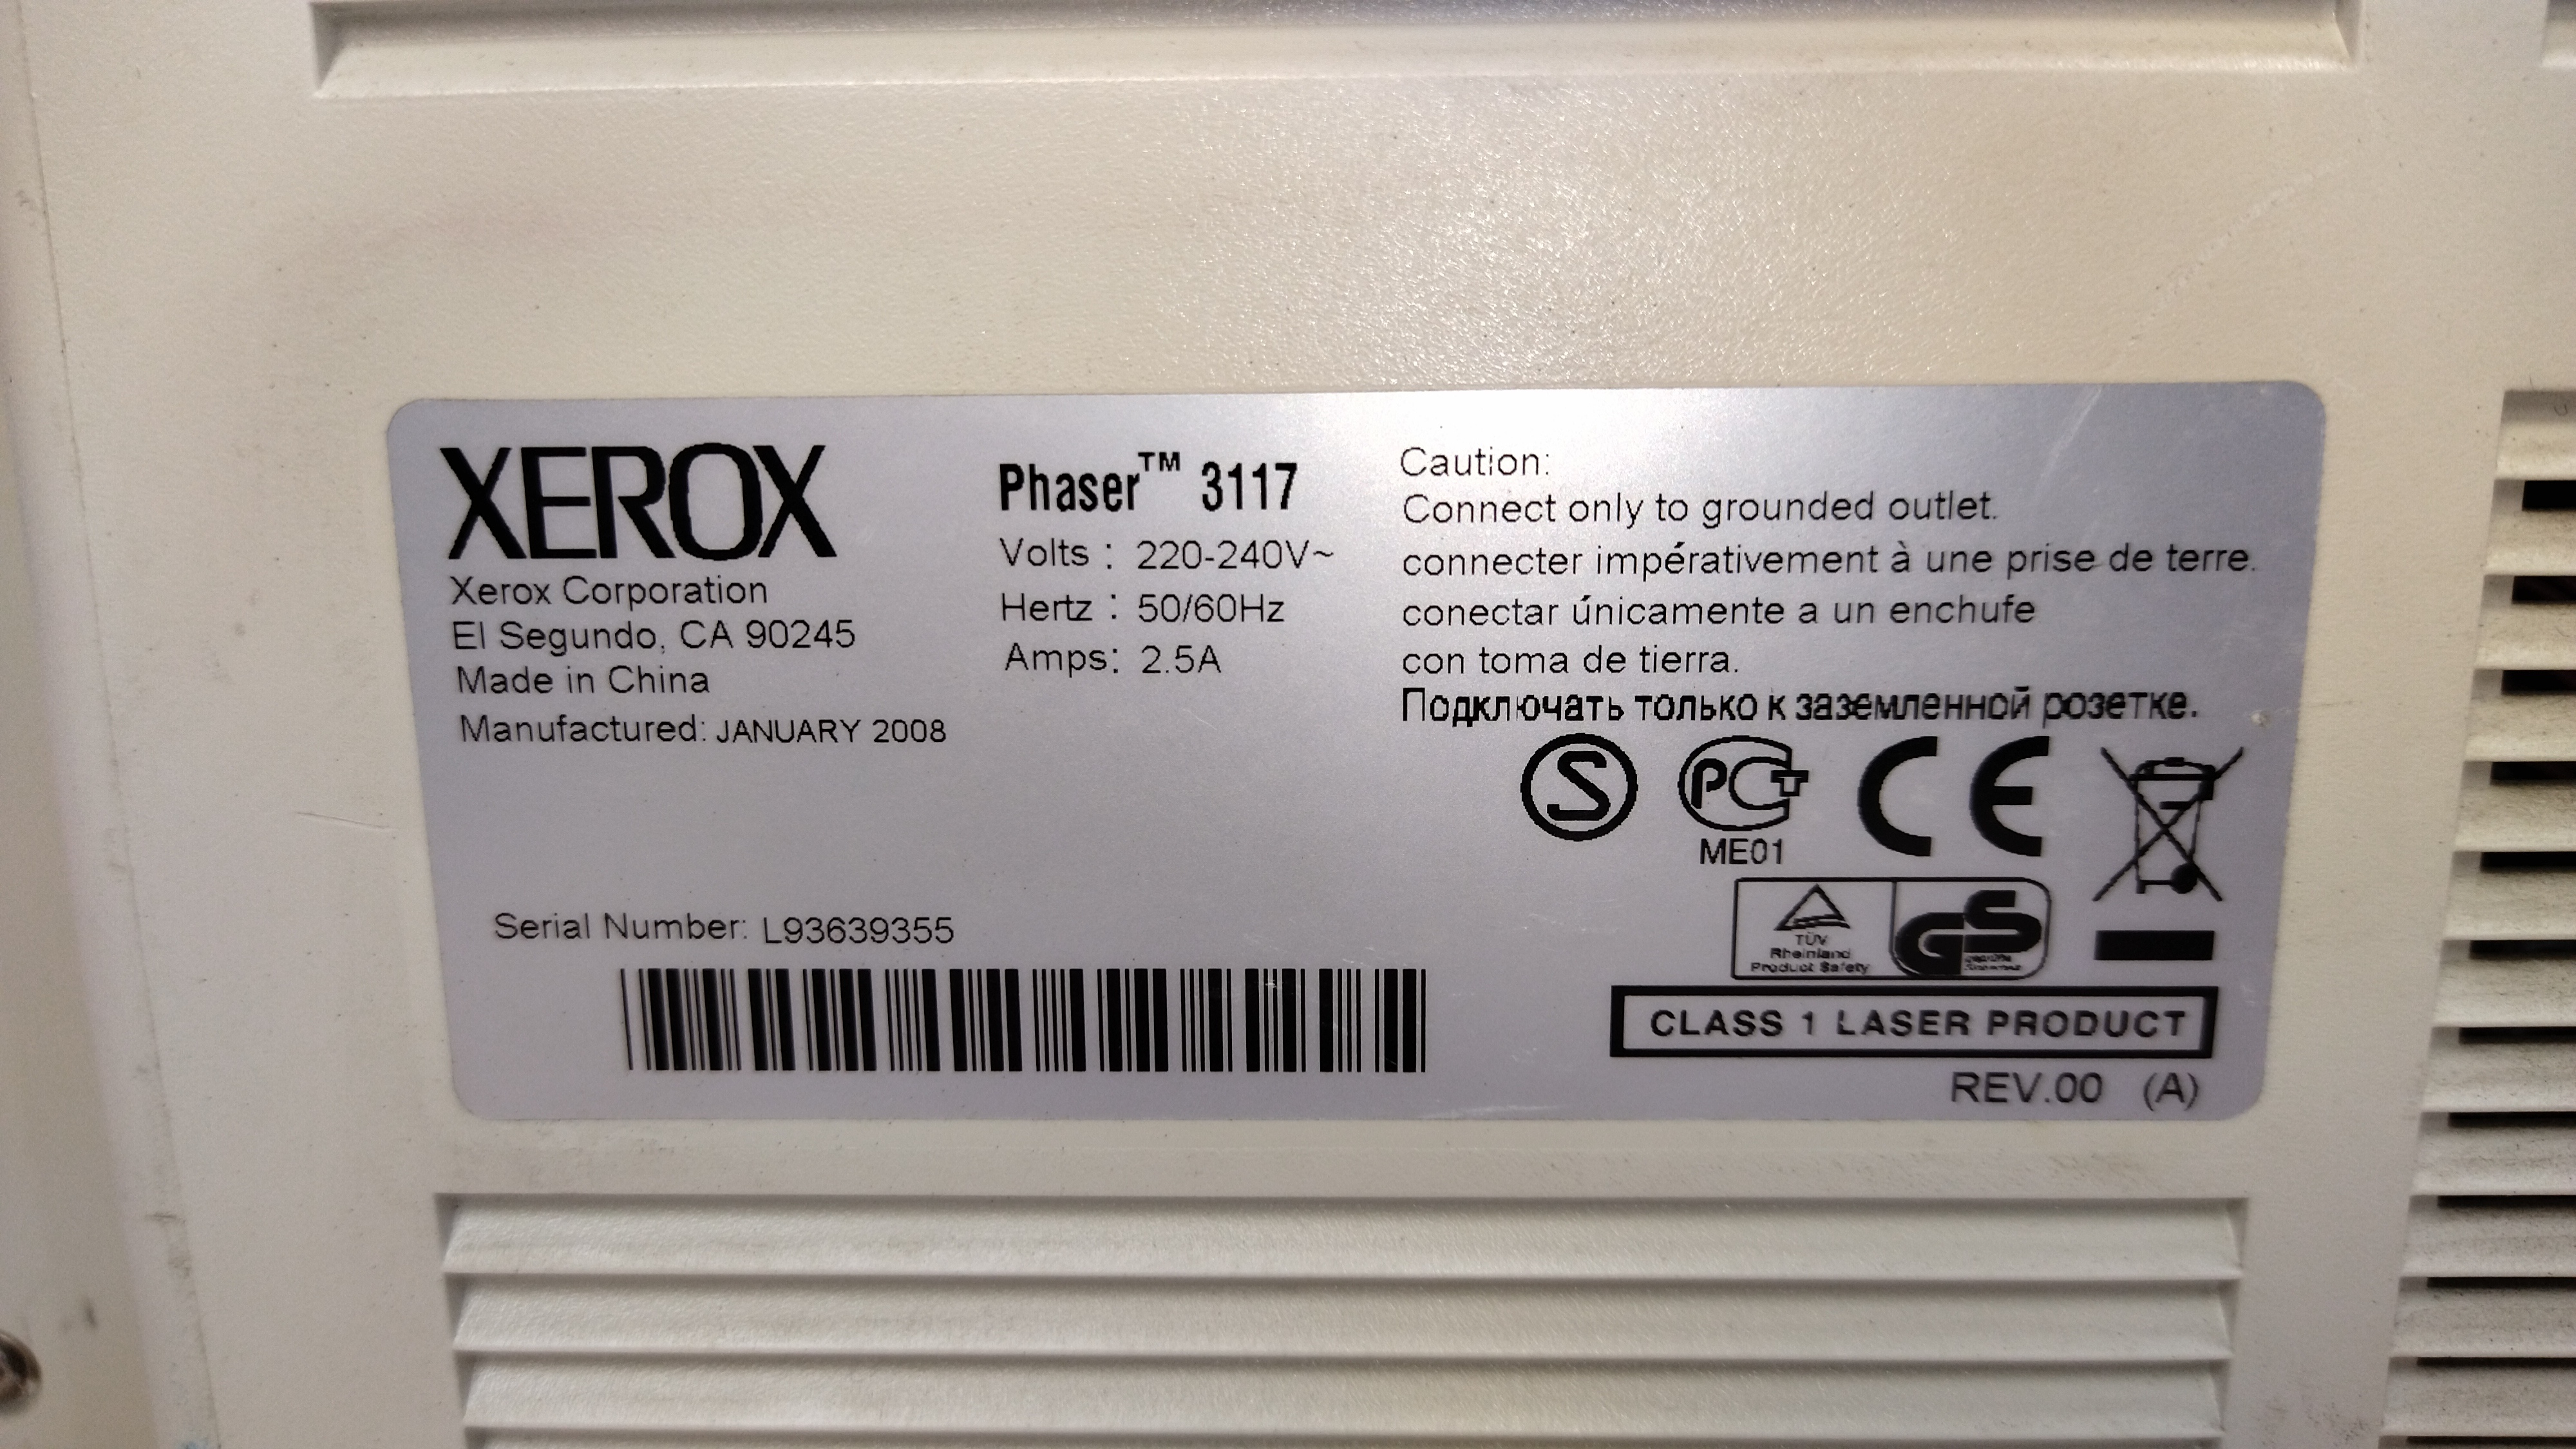 XEROX
Xerox Corporation
El Segundo, CA 90245
Made in China
Manufactured: JANUARY 2008
Phaser™ 3117
Volts : 220-240V~
Hertz : 50/60Hz
Amps: 2.5A
Caution:
Connect only to grounded outlet.
connecter impérativement à une prise de terre.
conectar únicamente a un enchufe
con toma de tierra.
Подключать только к заземленной розетке.
S
РСТ
CE
ME01
TÜV
Rheinland
Product Safety
GS
Serial Number: L93639355
CLASS 1 LASER PRODUCT
REV.00 (A)